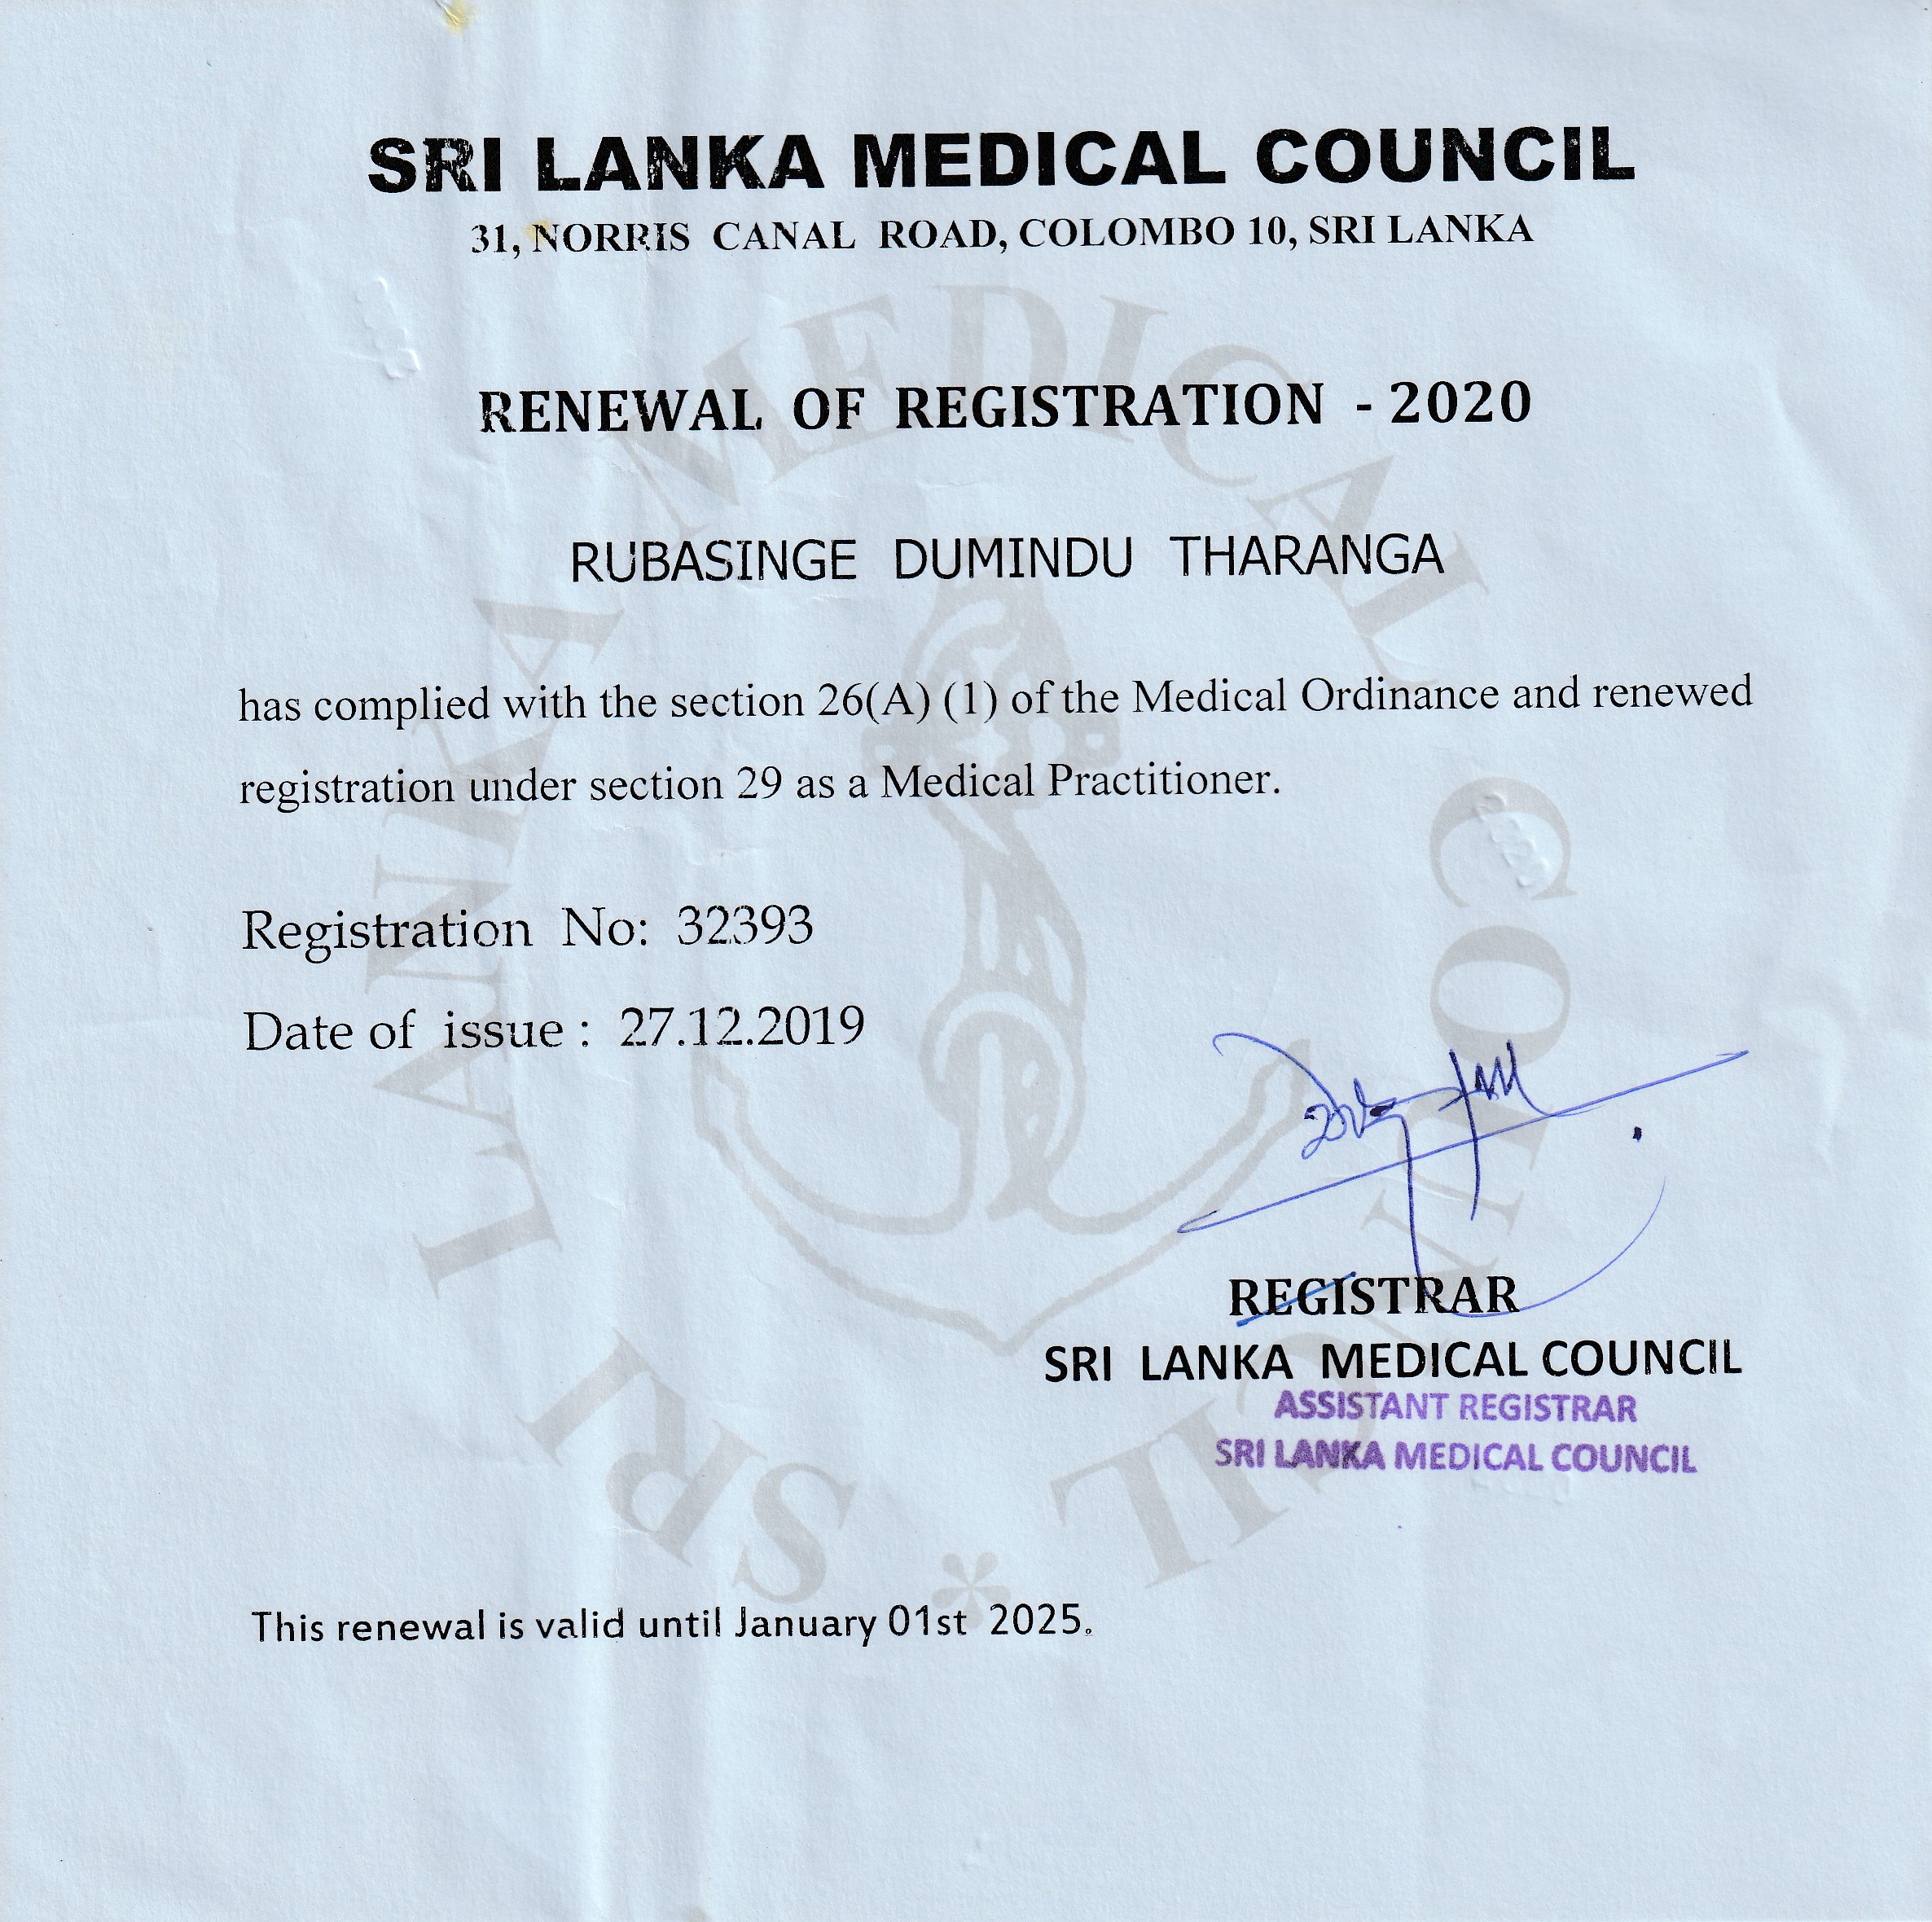 SRI LANKA MEDICAL COUNCIL
31, NORRIS CANAL ROAD, COLOMBO 10, SRI LANKA
RENEWAL OF REGISTRATION - 2020
RUBASINGE DUMINDU THARANGA
has complied with the section 26(A) (1) of the Medical Ordinance and renewed
registration under section 29 as a Medical Practitioner.
Registration No: 32393
Date of issue : 27.12.2019
REGISTRAR
SRI LANKA MEDICAL COUNCIL
ASSISTANT REGISTRAR
SRI LANKA MEDICAL COUNCIL
This renewal is valid until January 01st 2025.
SRI LANKA MEDICAL COUNCIL *